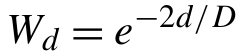 W_d = e^{-2d/D}